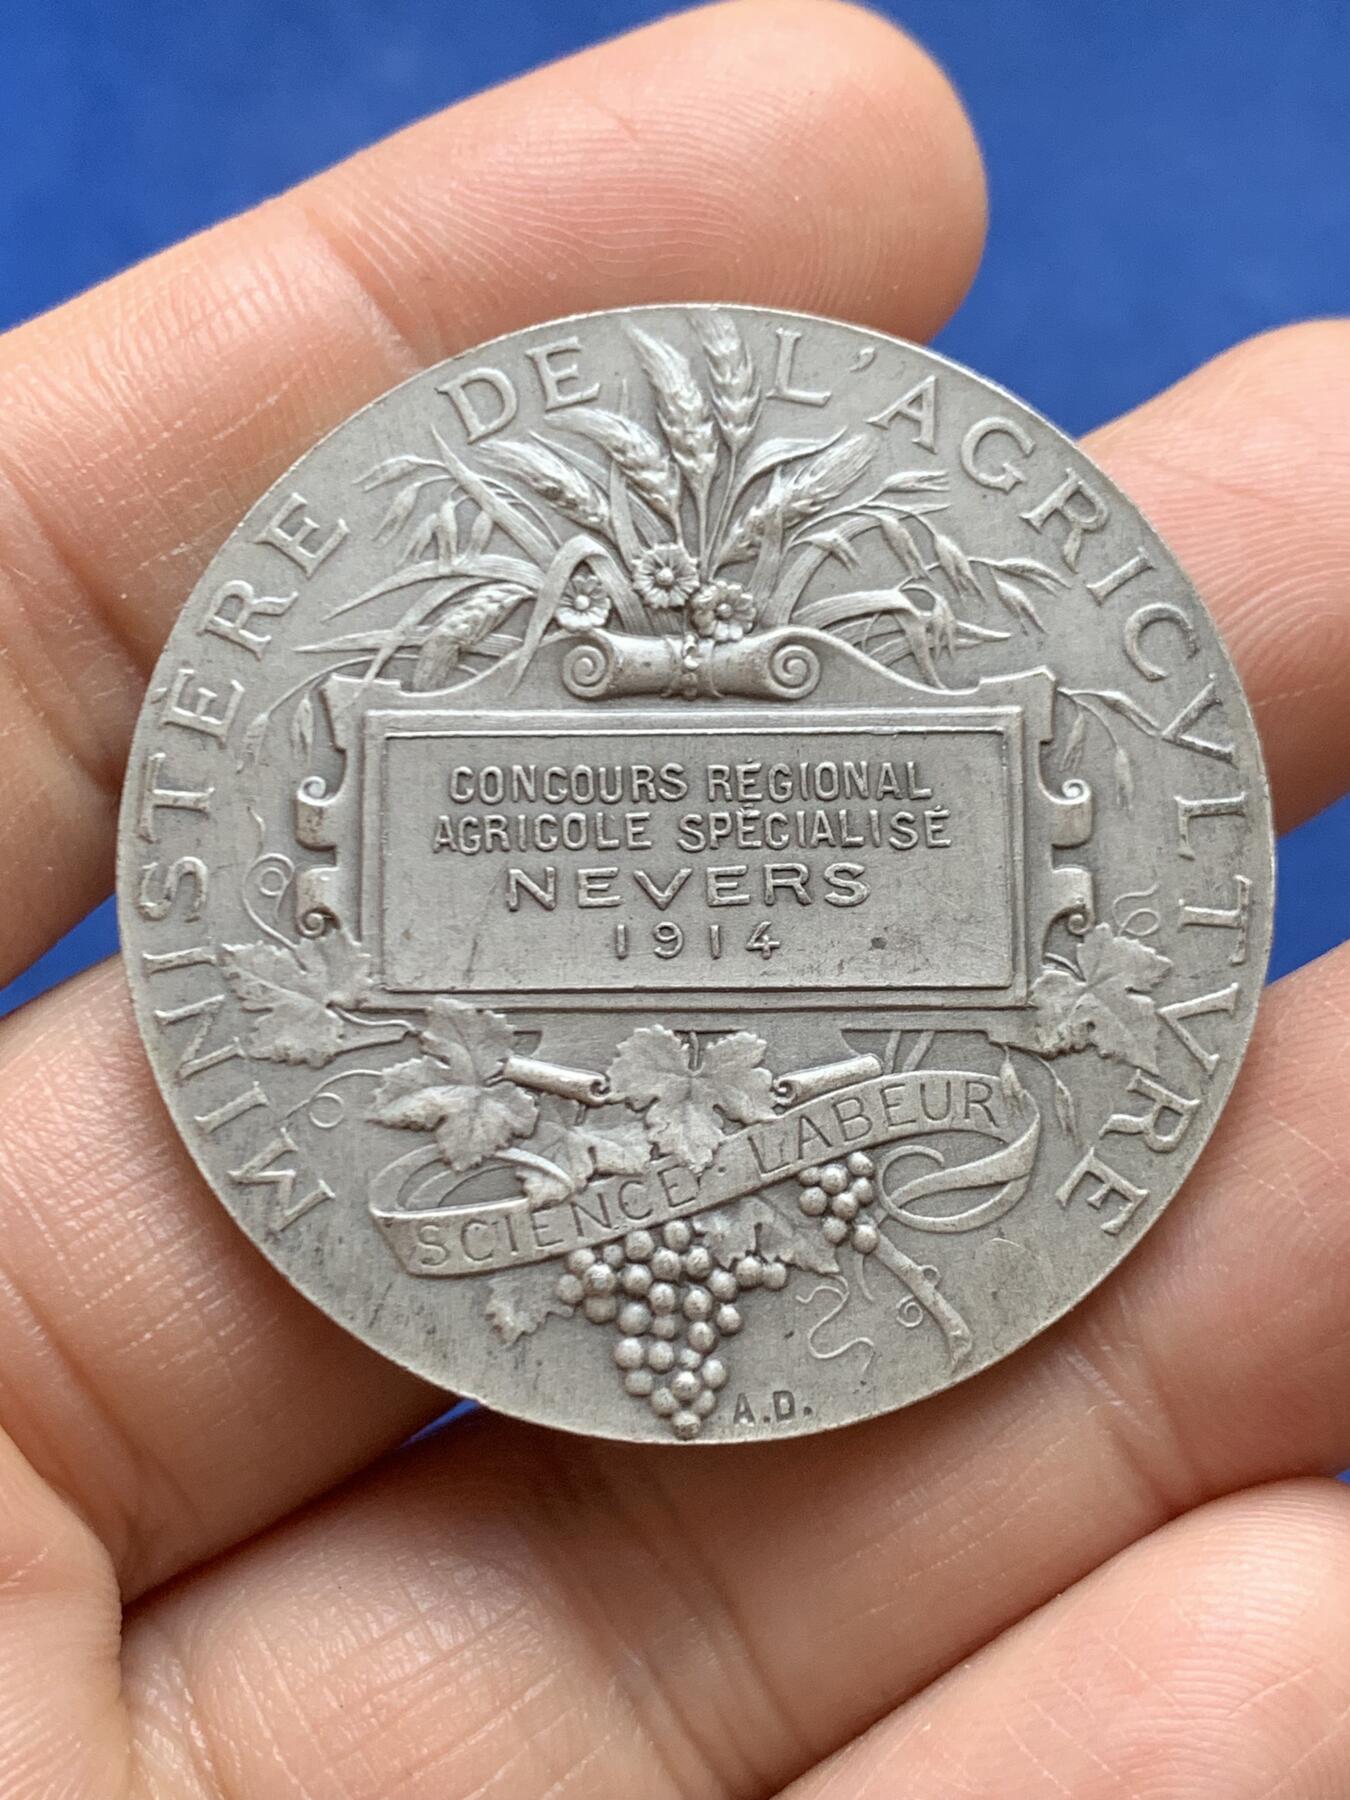 MINISTÈRE DE L'AGRICVLTVRE
CONCOURS RÉGIONAL
AGRICOLE SPÉCIALISÉ
NEVERS
1914
SCIENCE · LABEUR
A.D.